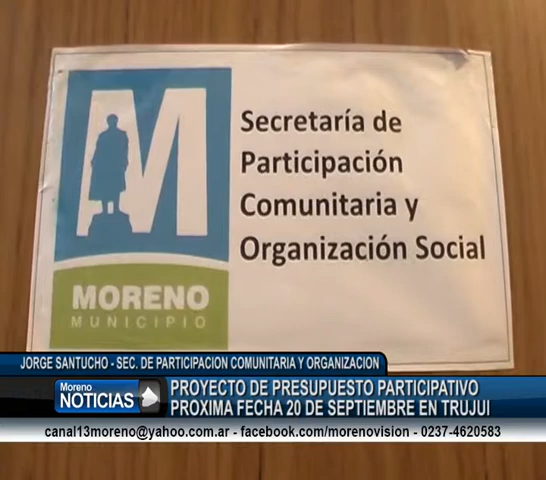 M
Secretaría de
Participación
Comunitaria y
Organización Social
MORENO
MUNICIPIO
JORGE SANTUCHO - SEC. DE PARTICIPACION COMUNITARIA Y ORGANIZACION
Moreno
NOTICIAS
PROYECTO DE PRESUPUESTO PARTICIPATIVO
PROXIMA FECHA 20 DE SEPTIEMBRE EN TRUJUI
canal13moreno@yahoo.com.ar - facebook.com/morenovision - 0237-4620583